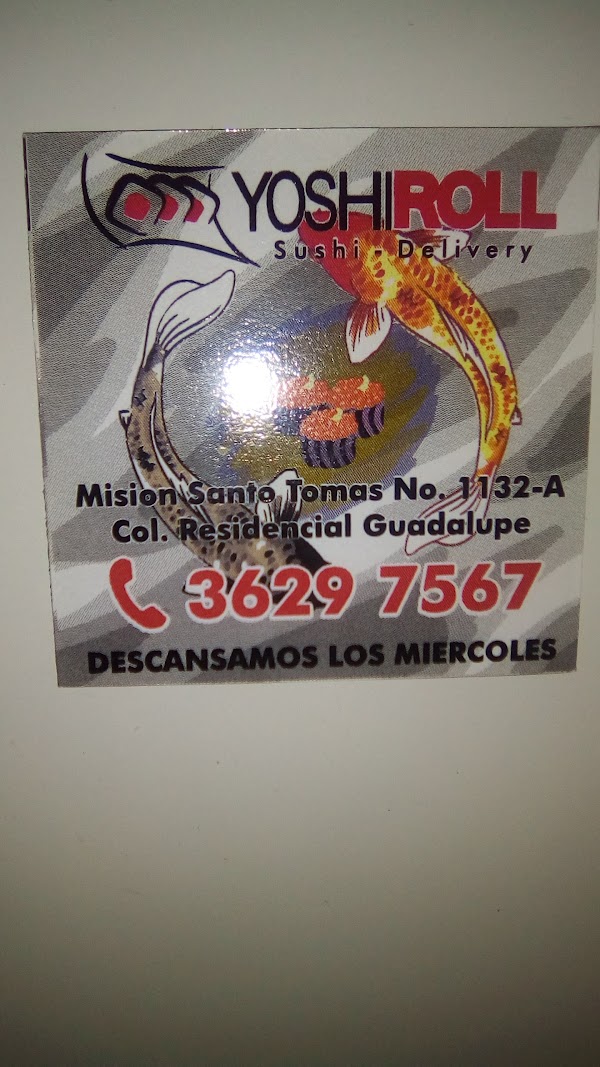 YOSHIROLL
Sushi - Delivery
Mision Santo Tomas No. 1132-A
Col. Residencial Guadalupe
3629 7567
DESCANSAMOS LOS MIERCOLES